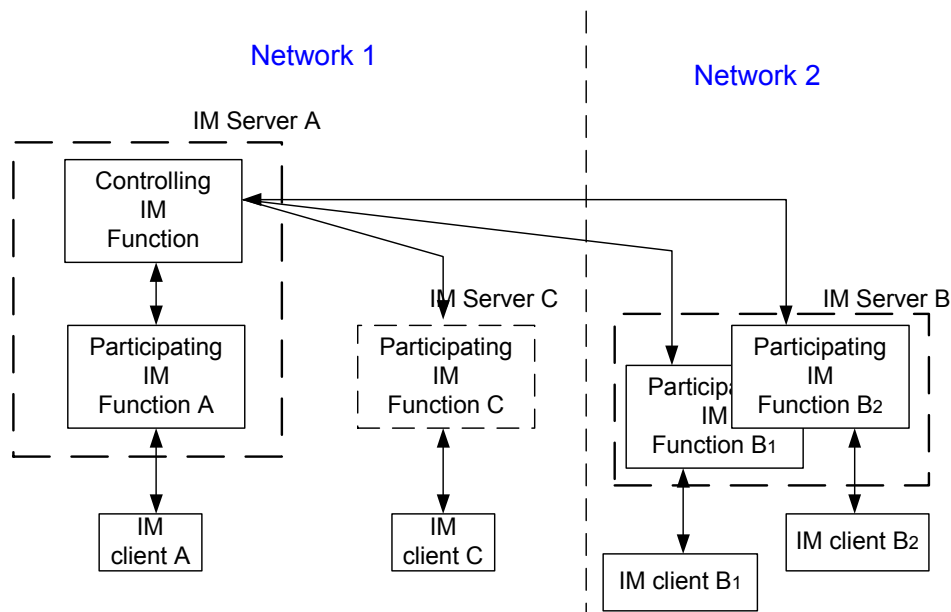 Network 1
Network 2
IM Server A
Controlling
IM
Function
IM Server C
IM Server B
Participating
IM
Function A
Participating
IM
Function C
Participating
IM
Function B2
IM
Function B1
IM
client A
IM
client C
IM client B2
IM client B1